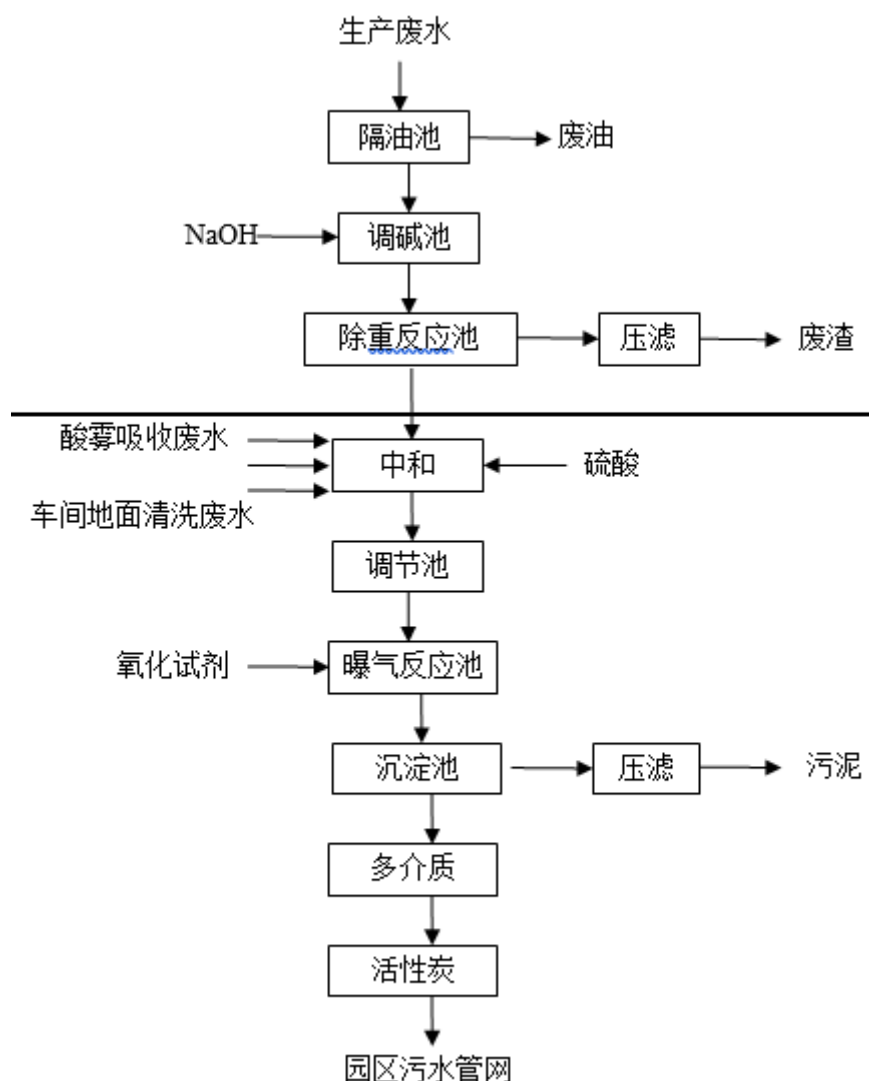 生产废水
隔油池
废油
NaOH
调碱池
除重反应池
压滤
废渣
酸雾吸收废水
中和
硫酸
车间地面清洗废水
调节池
氧化试剂
曝气反应池
沉淀池
压滤
污泥
多介质
活性炭
园区污水管网